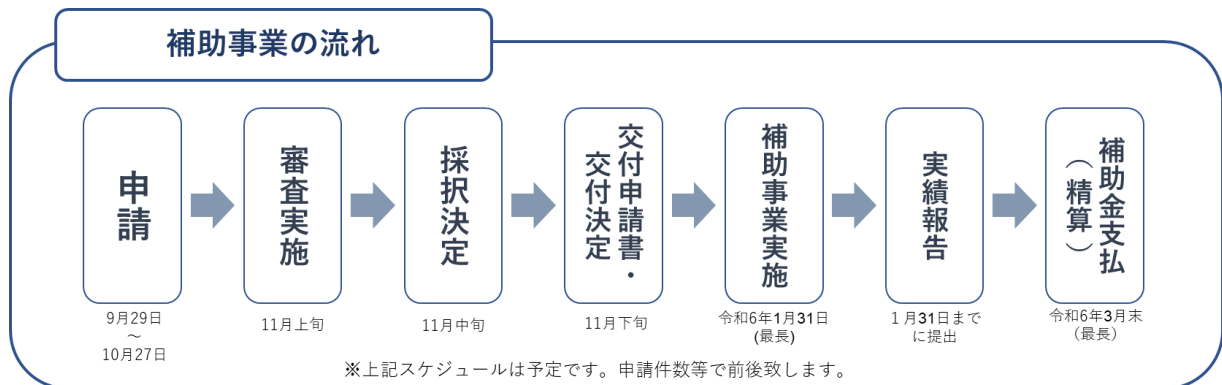 補助事業の流れ
申請
審査実施
採択決定
交付申請書・
交付決定
補助事業実施
実績報告
補助金支払
（精算）
9月29日
～
10月27日
11月上旬
11月中旬
11月下旬
令和6年1月31日
(最長)
１月31日まで
に提出
令和6年3月末
（最長）
※上記スケジュールは予定です。申請件数等で前後致します。